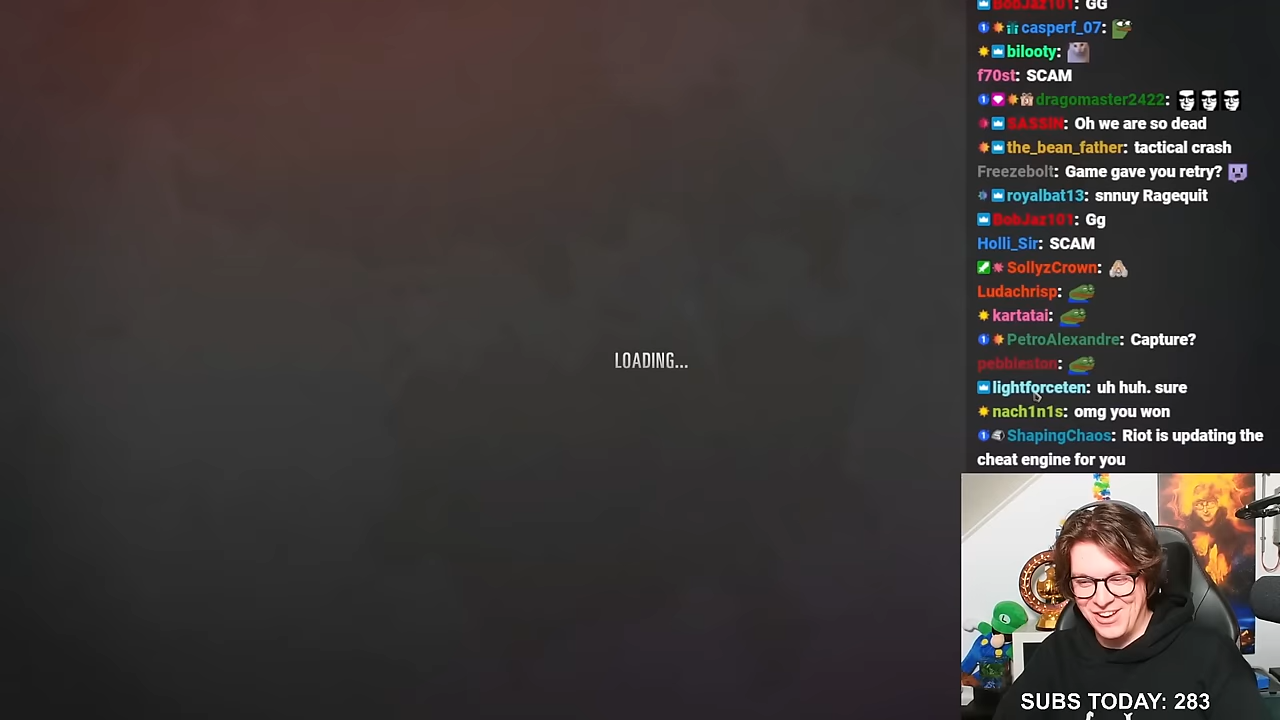 BobJaz101: GG
casperf_07:
bilooty:
f70st: SCAM
dragomaster2422:
SASSIN: Oh we are so dead
the_bean_father: tactical crash
Freezebolt: Game gave you retry?
royalbat13: snnuy Ragequit
BobJaz101: Gg
Holli_Sir: SCAM
SollyzCrown:
Ludachrisp:
kartatai:
PetroAlexandre: Capture?
pebbleston:
lightforceten: uh huh. sure
nach1n1s: omg you won
ShapingChaos: Riot is updating the
cheat engine for you
LOADING...
L
SUBS TODAY: 283